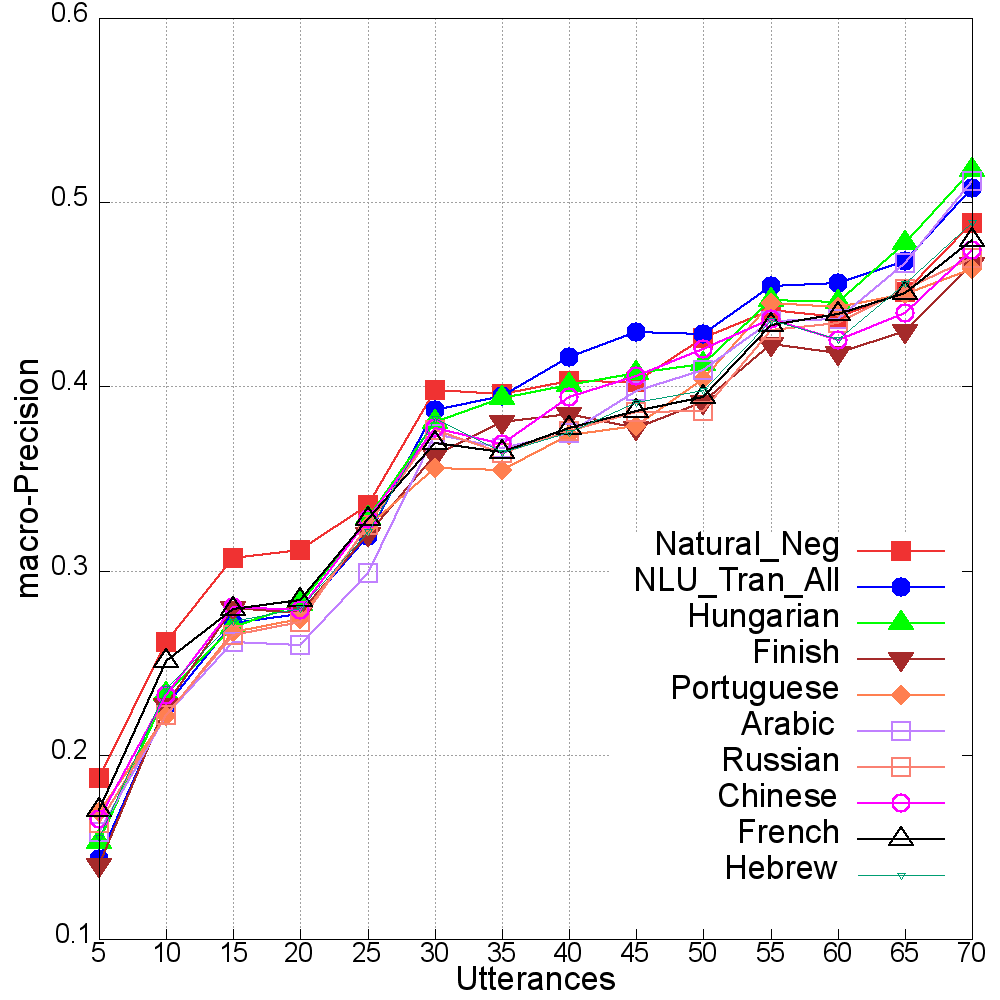 0.6
0.5
0.4
0.3
0.2
0.1
macro-Precision
Natural_Neg
NLU_Tran_All
Hungarian
Finish
Portuguese
Arabic
Russian
Chinese
French
Hebrew
5 10 15 20 25 30 35 40 45 50 55 60 65 70
Utterances